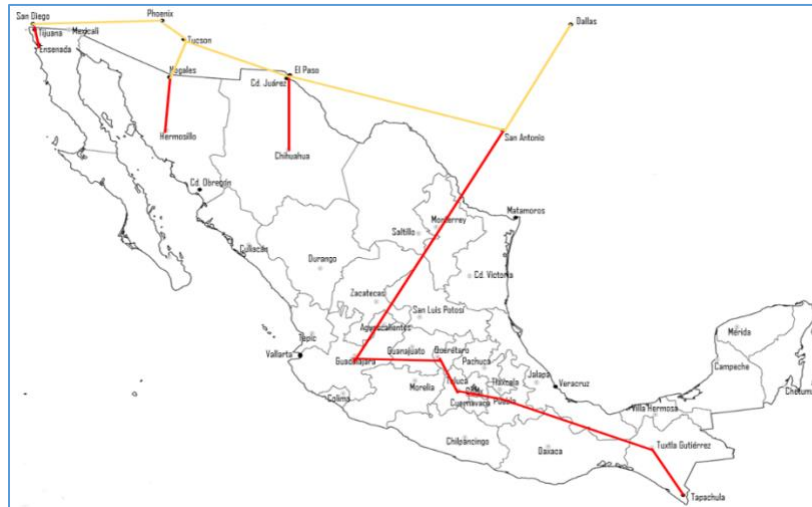 San Diego
Phoenix
Dallas
Tijuana
Mexicali
Tucson
Ensenada
Nogales
El Paso
Cd. Juárez
Hermosillo
San Antonio
Chihuahua
Cd. Obregón
Matamoros
Monterrey
Saltillo
Culiacán
Durango
Cd. Victoria
Zacatecas
San Luis Potosí
Aguascalientes
Tepic
Vallarta
Guadalajara
Guanajuato
Querétaro
Pachuca
Mérida
Campeche
Chetumal
Colima
Morelia
Toluca
Tlaxcala
Jalapa
Veracruz
Cuernavaca
Puebla
Villa Hermosa
Chilpancingo
Oaxaca
Tuxtla Gutiérrez
Tapachula